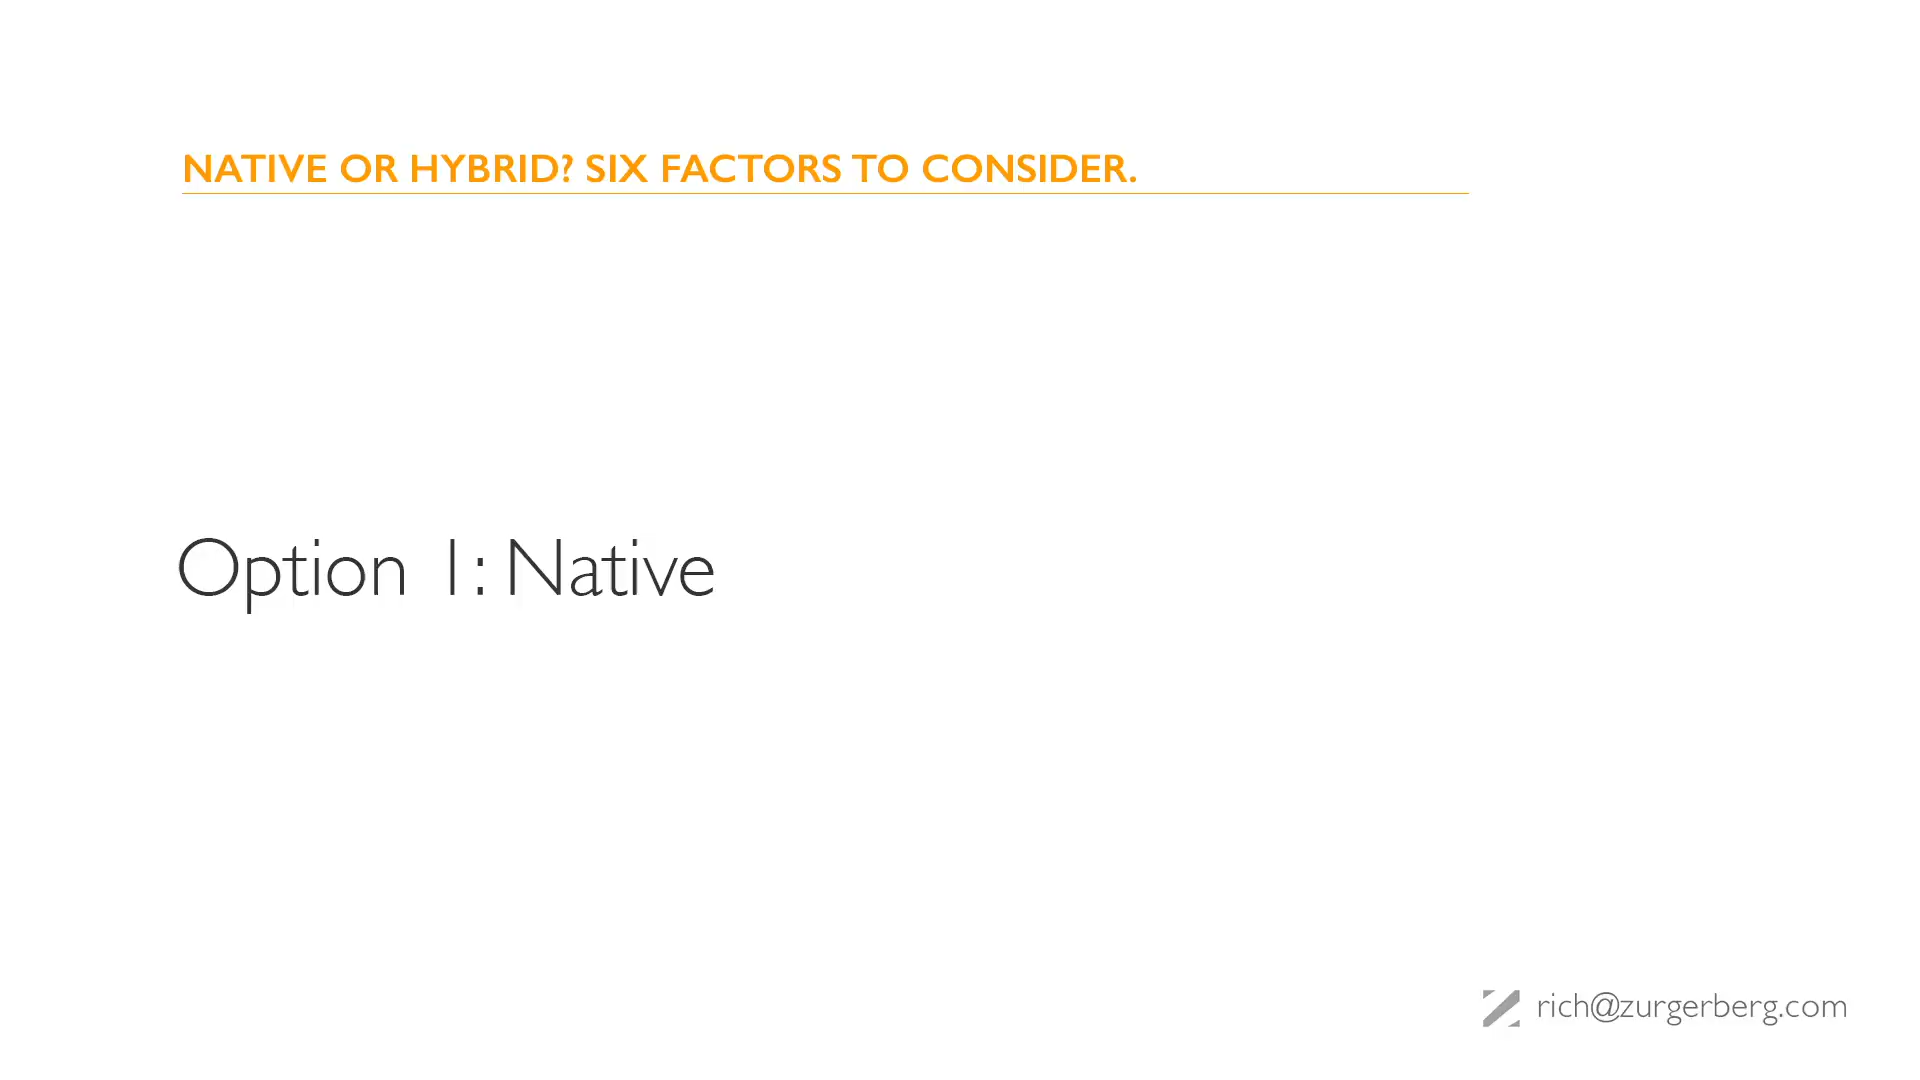 NATIVE OR HYBRID? SIX FACTORS TO CONSIDER.
Option 1: Native
rich@zurgerberg.com